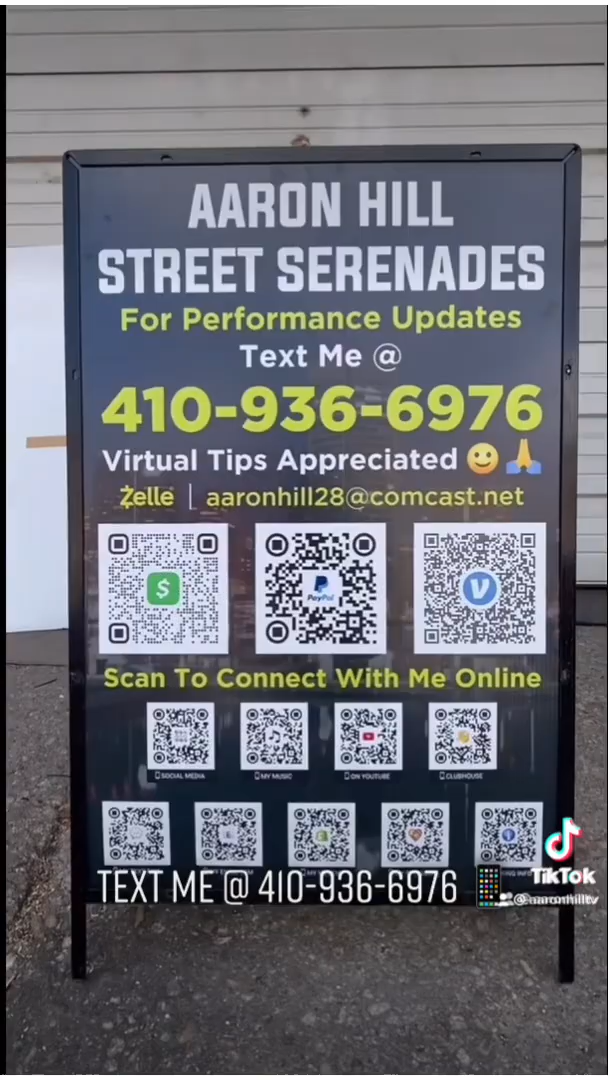 AARON HILL
STREET SERENADES
For Performance Updates
Text Me @
410-936-6976
Virtual Tips Appreciated 🙂🙏
Zelle | aaronhill28@comcast.net
$ PayPal V
Scan To Connect With Me Online
SOCIAL MEDIA MY MUSIC ON YOUTUBE CLUBHOUSE
TEXT ME @ 410-936-6976
TikTok
@aaronhilltv